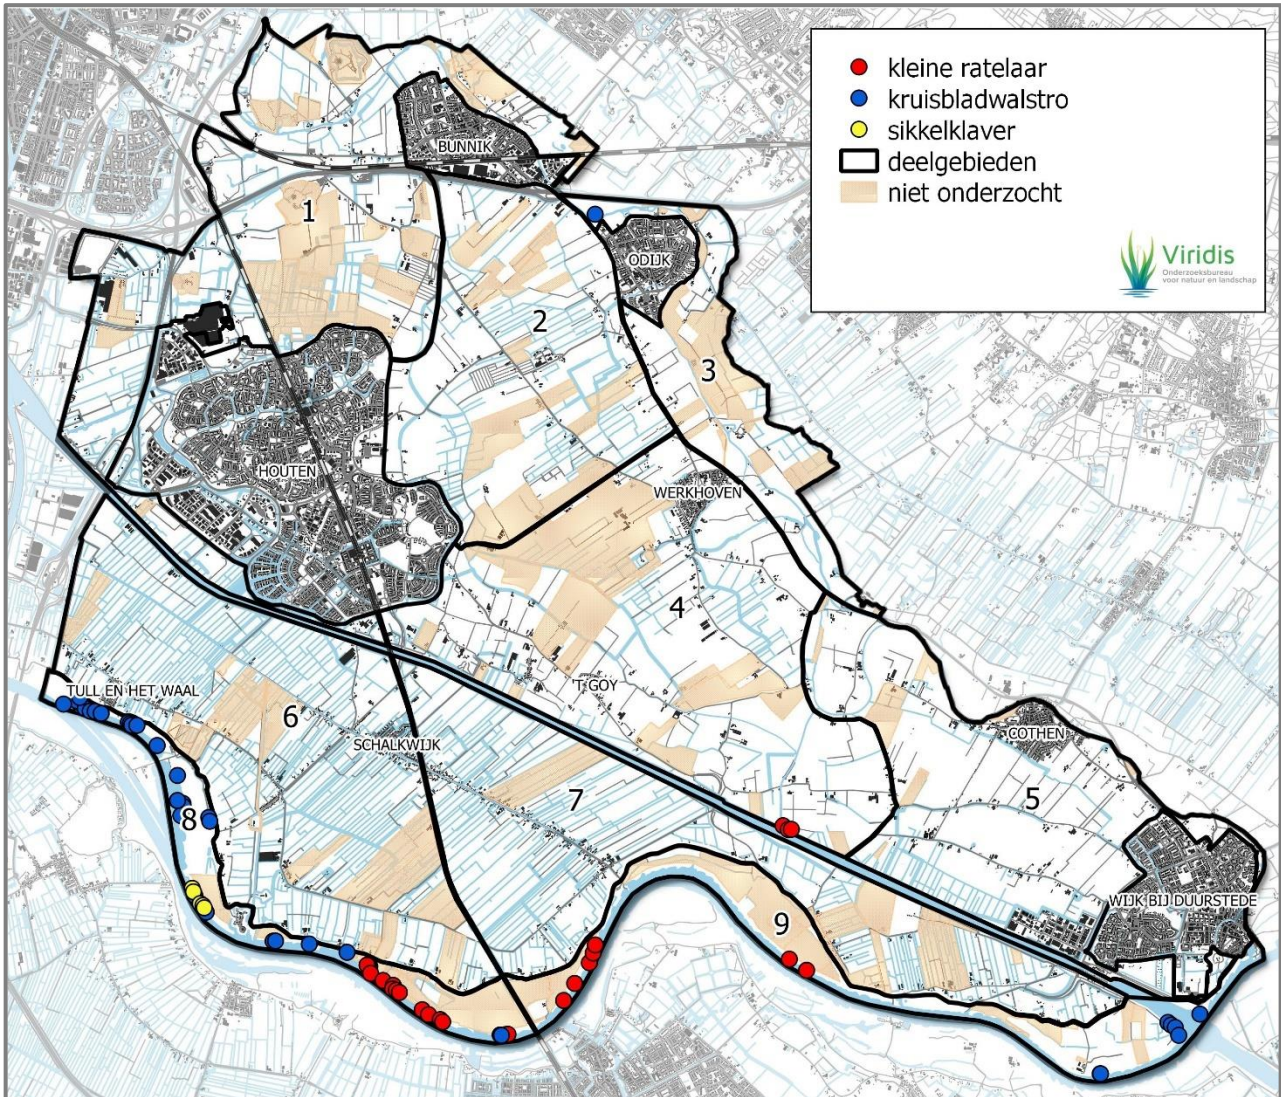 kleine ratelaar
kruisbladwalstro
sikkelklaver
deelgebieden
niet onderzocht
Viridis
Onderzoeksbureau
voor natuur en landschap
BUNNIK
1
ODIJK
2
3
HOUTEN
WERKHOVEN
4
TULL EN HET WAAL
'T GOY
6
SCHALKWIJK
COTHEN
7
5
8
WIJK BIJ DUURSTEDE
9